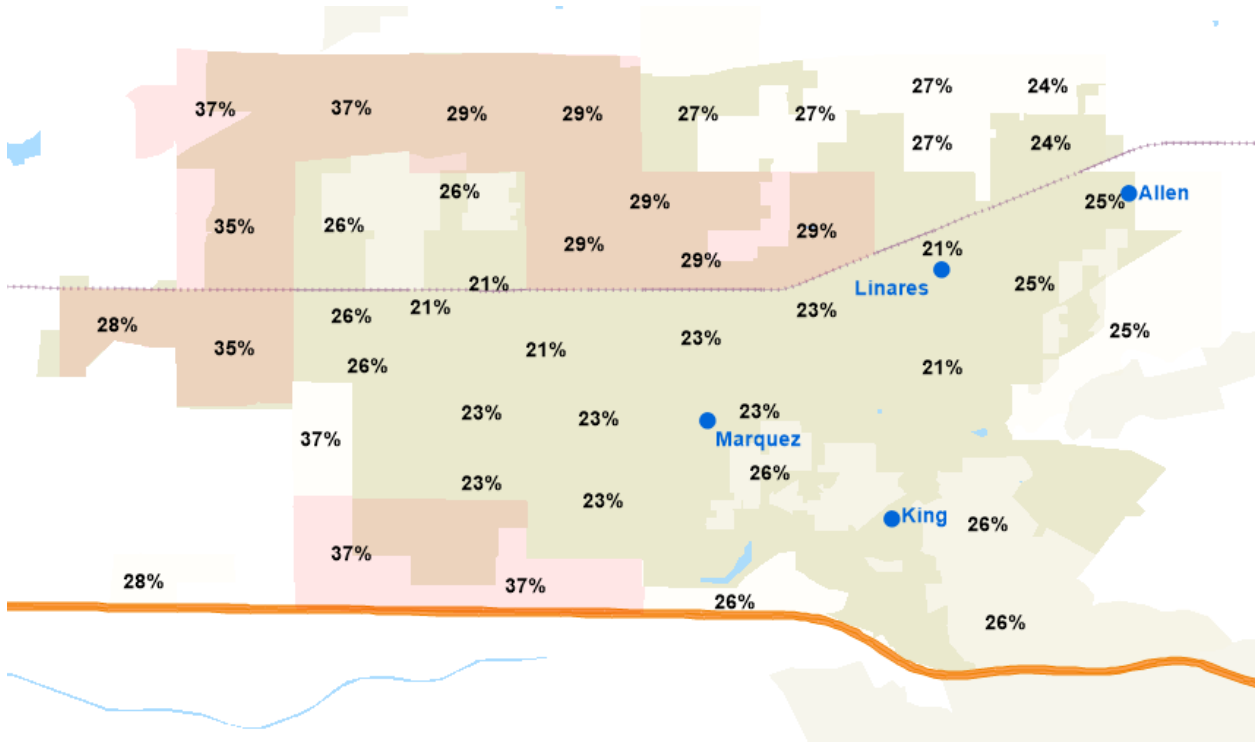 27% 24%
37% 37% 29% 29% 27% 27%
27% 24%
26% 29% 25% Allen
35% 26% 29% 29% 21%
29%
21% Linares 25%
28% 26% 21% 23% 25%
35% 26% 21% 23% 21%
23% 23% 23%
37% Marquez
23% 23% 26%
King 26%
37%
28% 37% 26%
26%